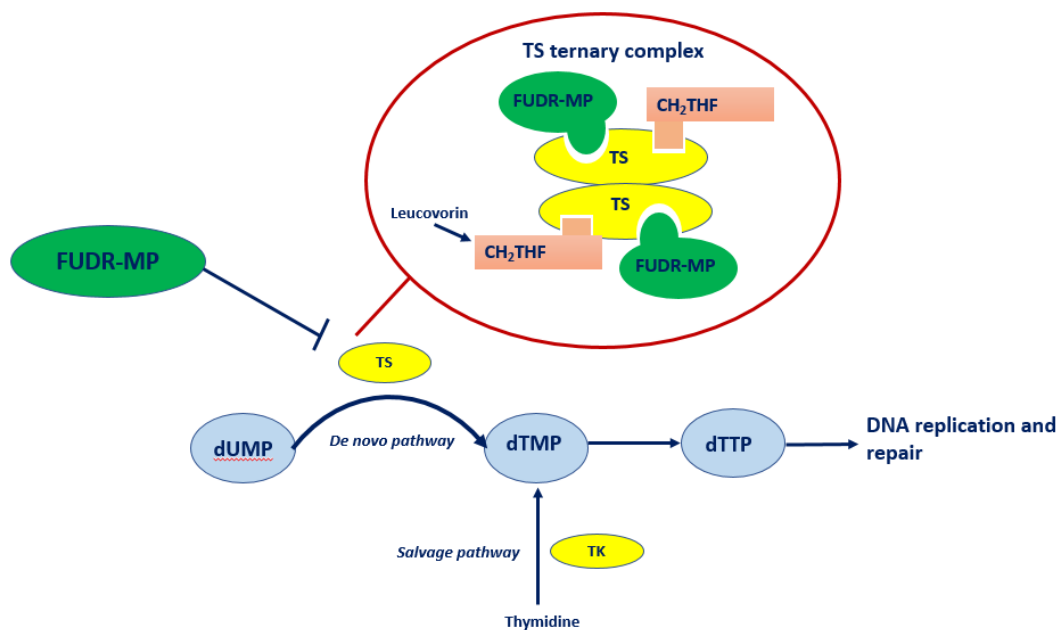 TS ternary complex
FUDR-MP
CH₂THF
TS
TS
Leucovorin
CH₂THF
FUDR-MP
FUDR-MP
TS
dUMP
De novo pathway
dTMP
dTTP
DNA replication and
repair
Salvage pathway
TK
Thymidine